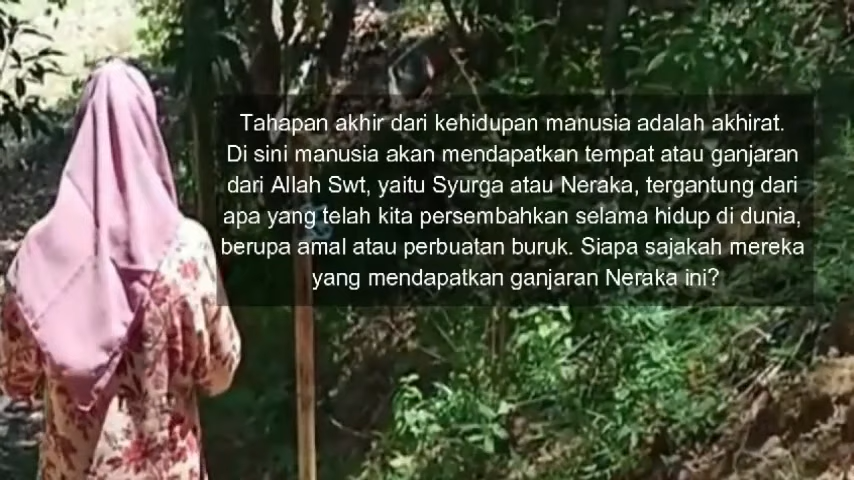 Tahapan akhir dari kehidupan manusia adalah akhirat.
Di sini manusia akan mendapatkan tempat atau ganjaran
dari Allah Swt, yaitu Syurga atau Neraka, tergantung dari
apa yang telah kita persembahkan selama hidup di dunia,
berupa amal atau perbuatan buruk. Siapa sajakah mereka
yang mendapatkan ganjaran Neraka ini?